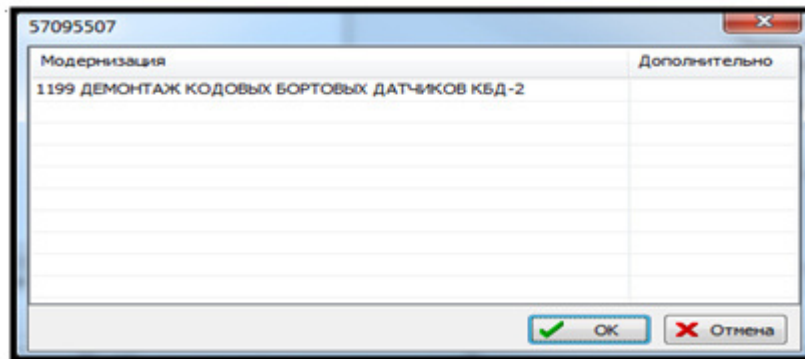 57095507
Модернизация Дополнительно
1199 ДЕМОНТАЖ КОДОВЫХ БОРТОВЫХ ДАТЧИКОВ КБД-2
OK Отмена